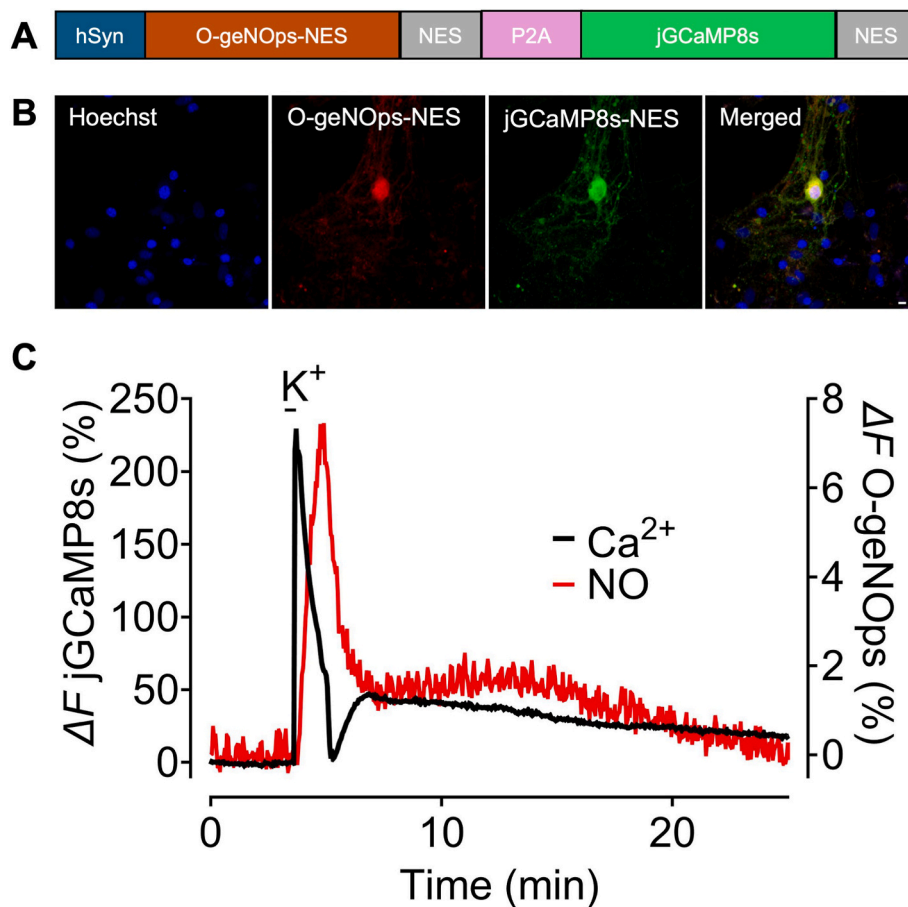 A
hSyn O-geNOps-NES NES P2A jGCaMP8s NES
B
Hoechst O-geNOps-NES jGCaMP8s-NES Merged
C
K⁺
ΔF jGCaMP8s (%)
250
200
150
100
50
0
Ca²⁺
NO
8
6
4
2
0
ΔF O-geNOps (%)
0 10 20
Time (min)